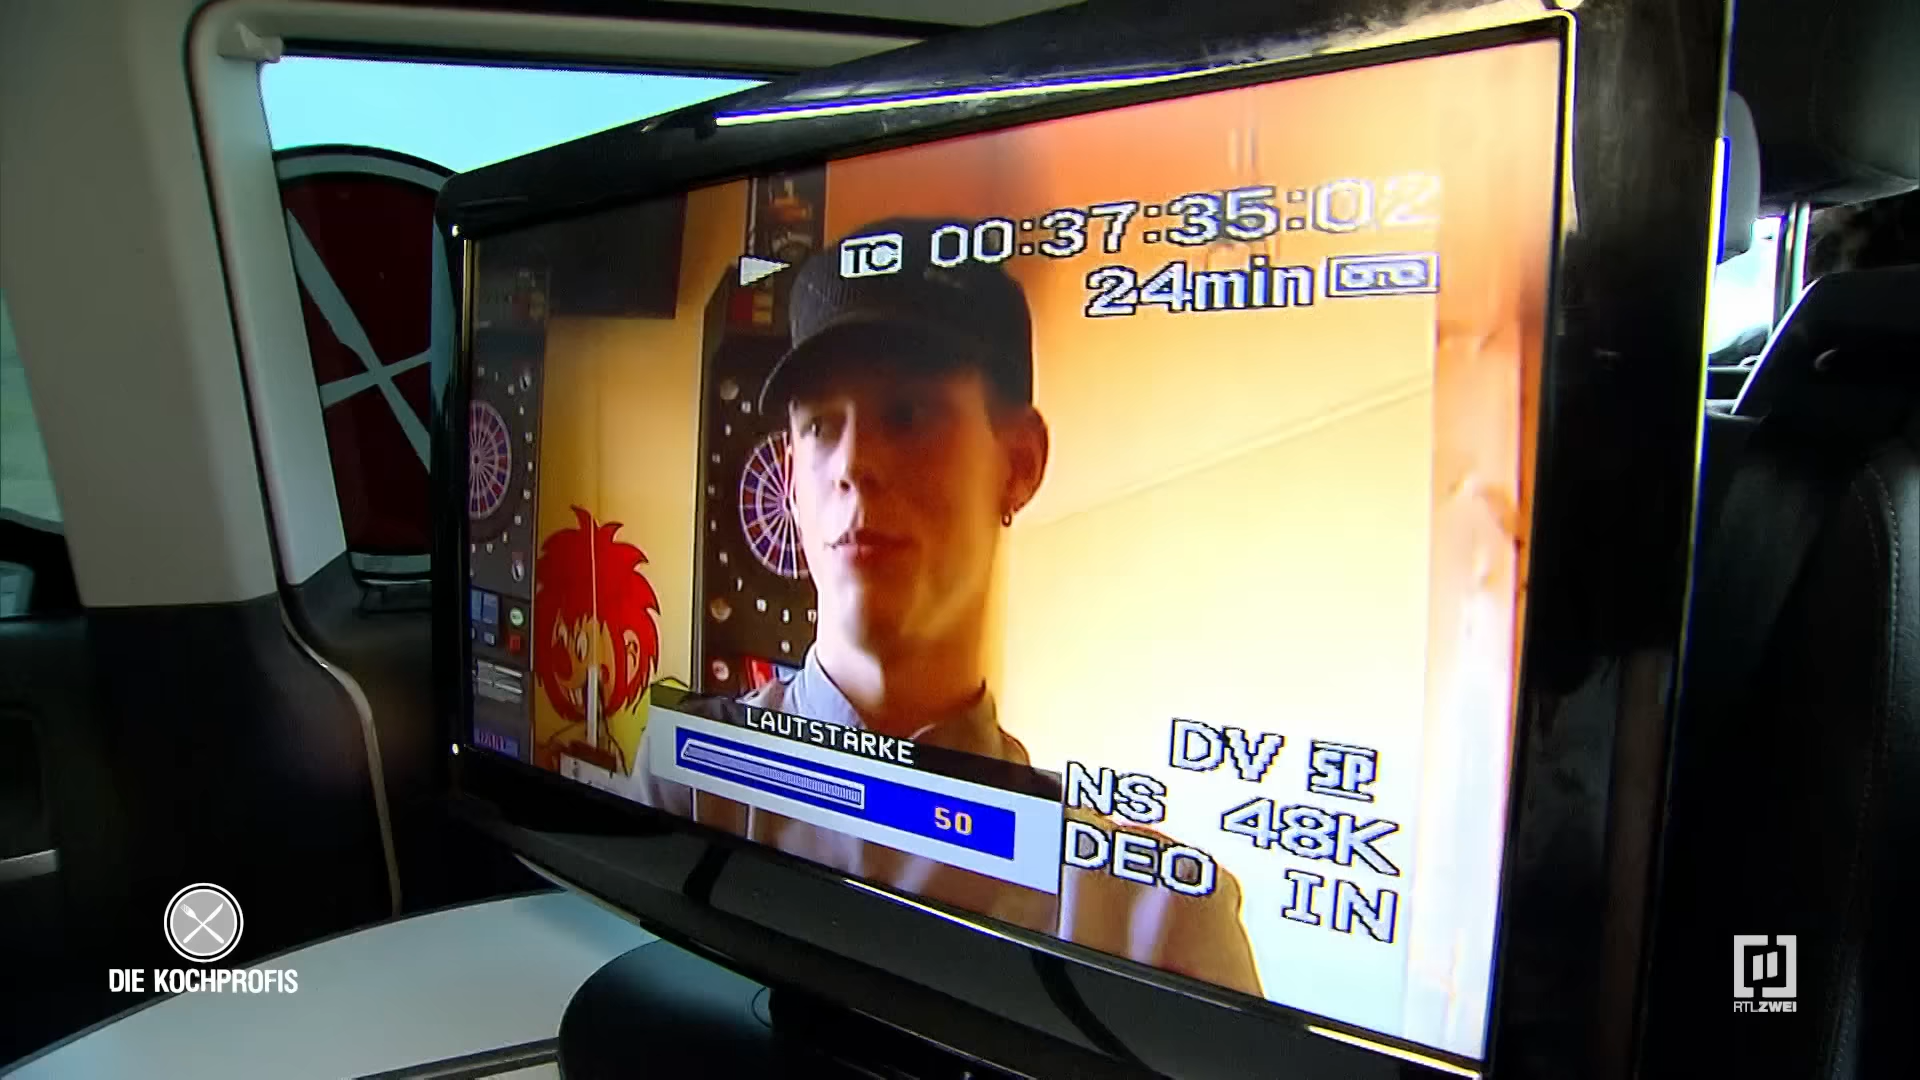 TC 00:37:35:02
24min
LAUTSTÄRKE
50
DV SP
NS 48K
DEO IN
DIE KOCHPROFIS
RTLZWEI